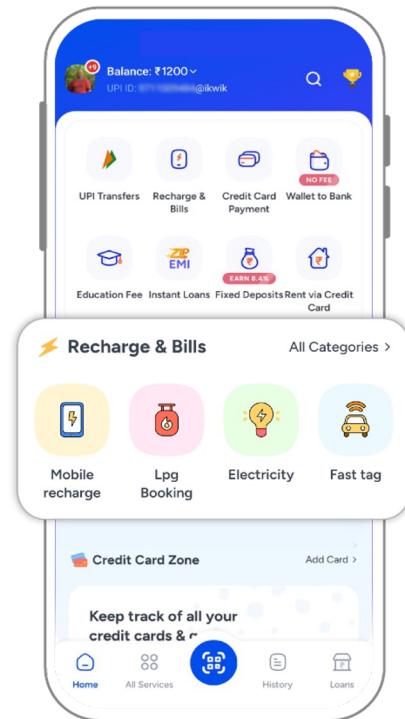 +9
Balance: ₹1200
UPI ID: @ikwik
UPI Transfers
Recharge & Bills
Credit Card Payment
Wallet to Bank
NO FEE
Education Fee
ZIP EMI
Instant Loans
EARN 8.4%
Fixed Deposits
Rent via Credit Card
Recharge & Bills
All Categories >
Mobile recharge
Lpg Booking
Electricity
Fast tag
Credit Card Zone
Add Card >
Keep track of all your
credit cards &
Home
All Services
History
Loans